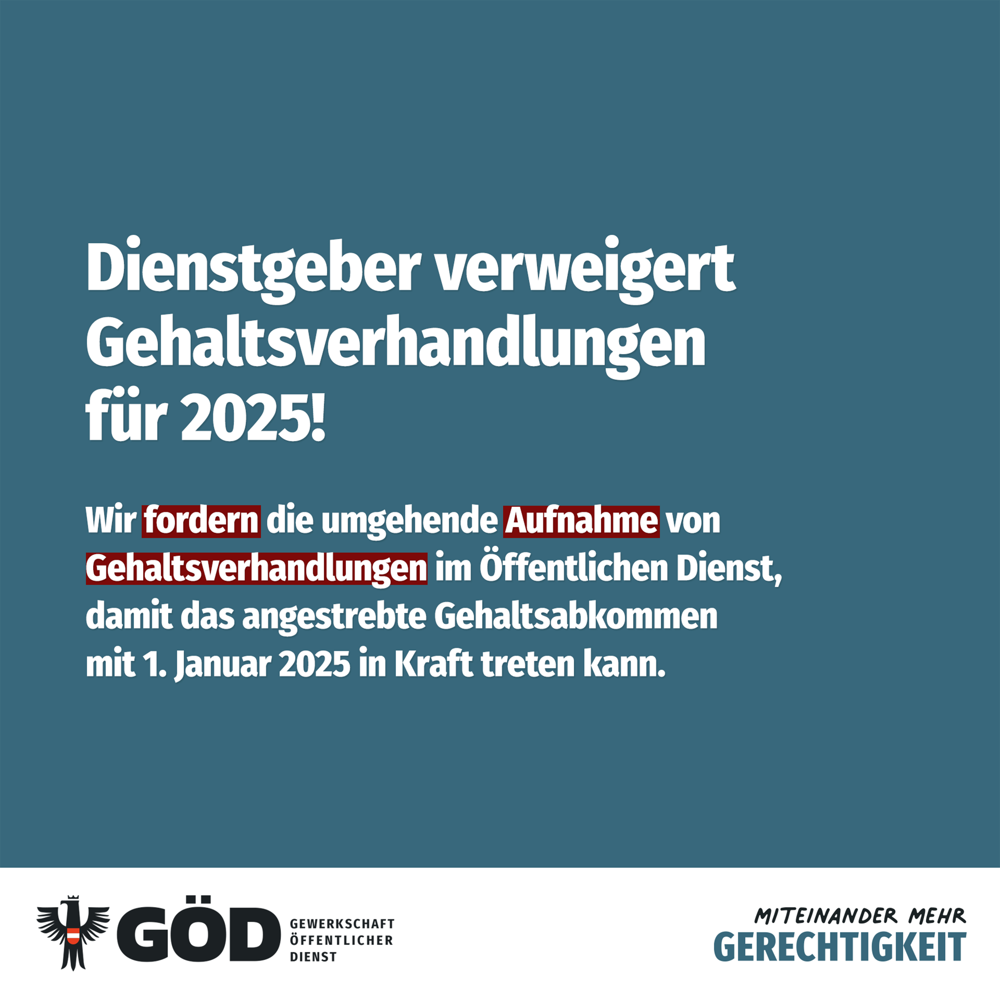 Dienstgeber verweigert
Gehaltsverhandlungen
für 2025!
Wir fordern die umgehende Aufnahme von
Gehaltsverhandlungen im Öffentlichen Dienst,
damit das angestrebte Gehaltsabkommen
mit 1. Januar 2025 in Kraft treten kann.
GÖD
GEWERKSCHAFT
ÖFFENTLICHER
DIENST
MITEINANDER MEHR
GERECHTIGKEIT